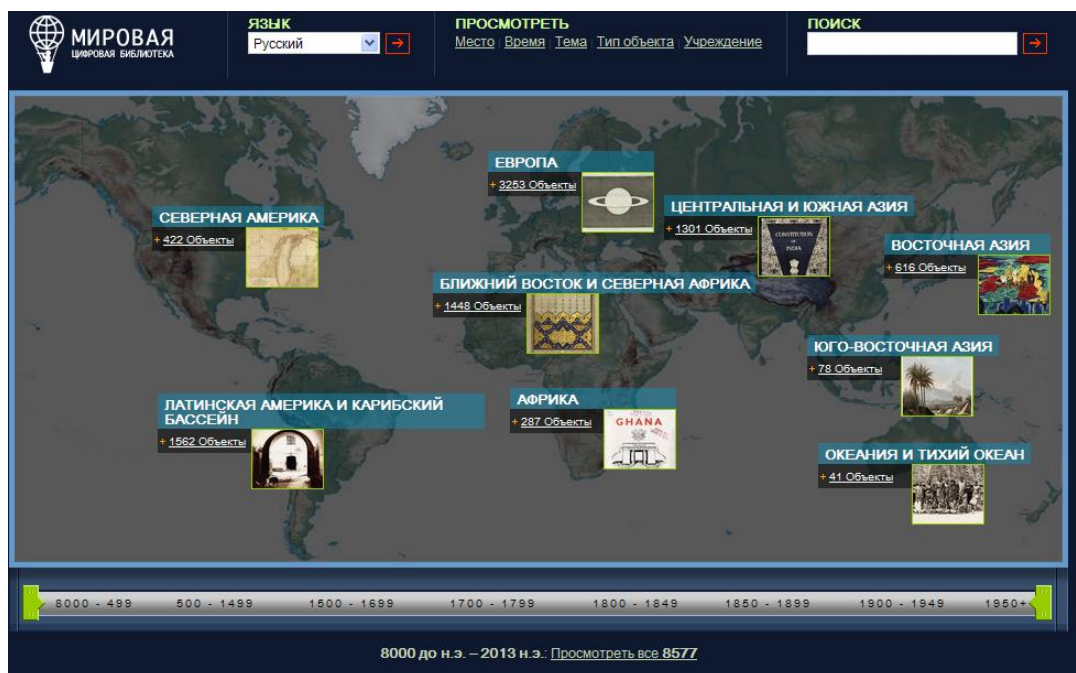 МИРОВАЯ
ЦИФРОВАЯ БИБЛИОТЕКА
ЯЗЫК
Русский
ПРОСМОТРЕТЬ
Место | Время | Тема | Тип объекта | Учреждение
ПОИСК
ЕВРОПА
+ 3253 Объекты
СЕВЕРНАЯ АМЕРИКА
+ 422 Объекты
ЦЕНТРАЛЬНАЯ И ЮЖНАЯ АЗИЯ
+ 1301 Объекты
CONSTITUTION
OF
INDIA
ВОСТОЧНАЯ АЗИЯ
+ 616 Объекты
БЛИЖНИЙ ВОСТОК И СЕВЕРНАЯ АФРИКА
+ 1448 Объекты
ЮГО-ВОСТОЧНАЯ АЗИЯ
+ 78 Объекты
ЛАТИНСКАЯ АМЕРИКА И КАРИБСКИЙ
БАССЕЙН
+ 1562 Объекты
АФРИКА
+ 287 Объекты
GHANA
ОКЕАНИЯ И ТИХИЙ ОКЕАН
+ 41 Объекты
8000 - 499 500 - 1499 1500 - 1699 1700 - 1799 1800 - 1849 1850 - 1899 1900 - 1949 1950+
8000 до н.э. – 2013 н.э.: Просмотреть все 8577